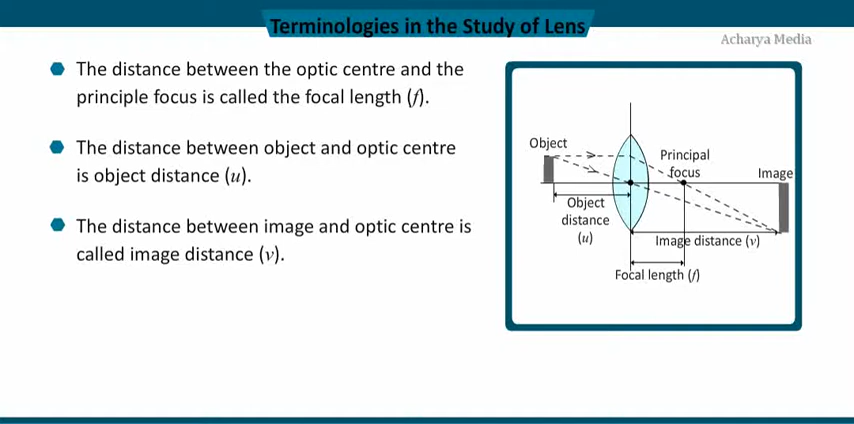 Terminologies in the Study of Lens
Acharya Media
The distance between the optic centre and the
principle focus is called the focal length (f).
The distance between object and optic centre
is object distance (u).
The distance between image and optic centre is
called image distance (v).
Object
Principal
focus
Image
Object
distance
(u)
Image distance (v)
Focal length (f)